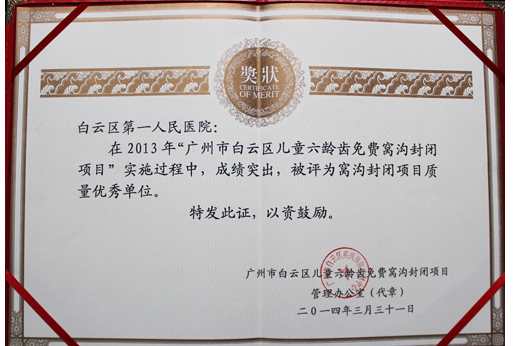 獎狀
CERTIFICATE
OF MERIT
白云区第一人民医院：
在2013年“广州市白云区儿童六龄齿免费窝沟封闭
项目”实施过程中，成绩突出，被评为窝沟封闭项目质
量优秀单位。
特发此证，以资鼓励。
广州市白云区儿童六龄齿免费窝沟封闭项目
管理办公室（代章）
二〇一四年三月三十一日